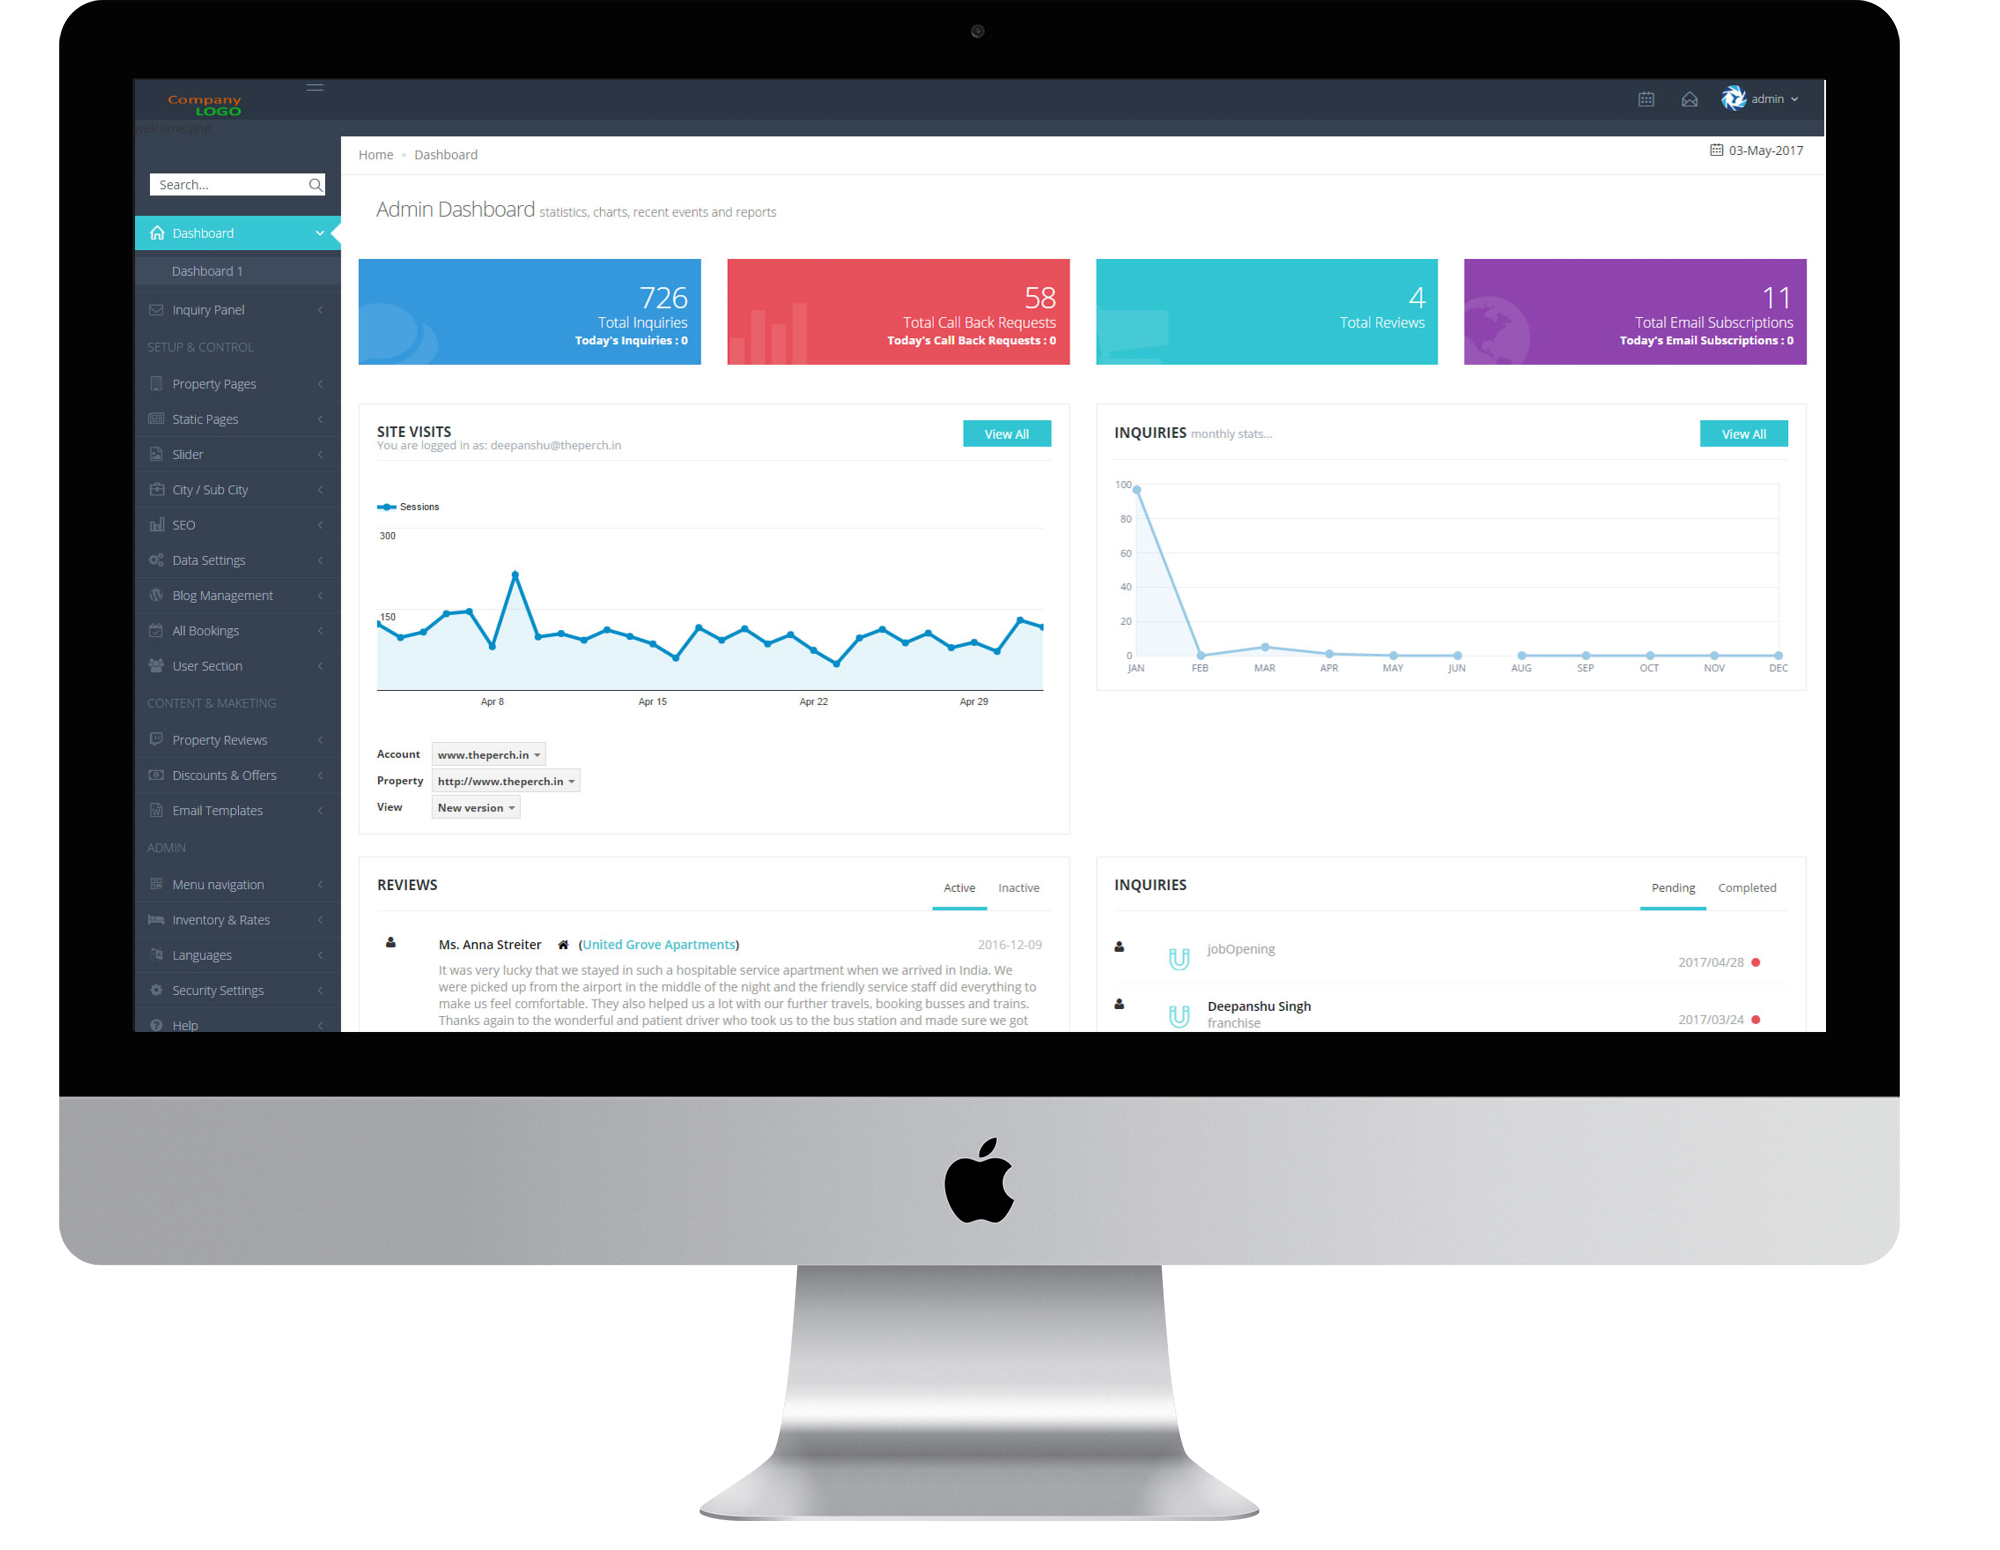 Company
LOGO
admin
welcome.php
Home
Dashboard
03-May-2017
Search...
Dashboard
Dashboard 1
Inquiry Panel
SETUP & CONTROL
Property Pages
Static Pages
Slider
City / Sub City
SEO
Data Settings
Blog Management
All Bookings
User Section
CONTENT & MAKETING
Property Reviews
Discounts & Offers
Email Templates
ADMIN
Menu navigation
Inventory & Rates
Languages
Security Settings
Help
Admin Dashboard statistics, charts, recent events and reports
726
Total Inquiries
Today's Inquiries : 0
58
Total Call Back Requests
Today's Call Back Requests : 0
4
Total Reviews
11
Total Email Subscriptions
Today's Email Subscriptions : 0
SITE VISITS
You are logged in as: deepanshu@theperch.in
View All
Sessions
300
150
Apr 8
Apr 15
Apr 22
Apr 29
Account www.theperch.in
Property http://www.theperch.in
View New version
INQUIRIES monthly stats...
View All
100
80
60
40
20
0
JAN FEB MAR APR MAY JUN AUG SEP OCT NOV DEC
REVIEWS
Active Inactive
Ms. Anna Streiter (United Grove Apartments) 2016-12-09
It was very lucky that we stayed in such a hospitable service apartment when we arrived in India. We
were picked up from the airport in the middle of the night and the friendly service staff did everything to
make us feel comfortable. They also helped us a lot with our further travels, booking busses and trains.
Thanks again to the wonderful and patient driver who took us to the bus station and made sure we got
INQUIRIES
Pending Completed
jobOpening
2017/04/28
Deepanshu Singh
franchise
2017/03/24